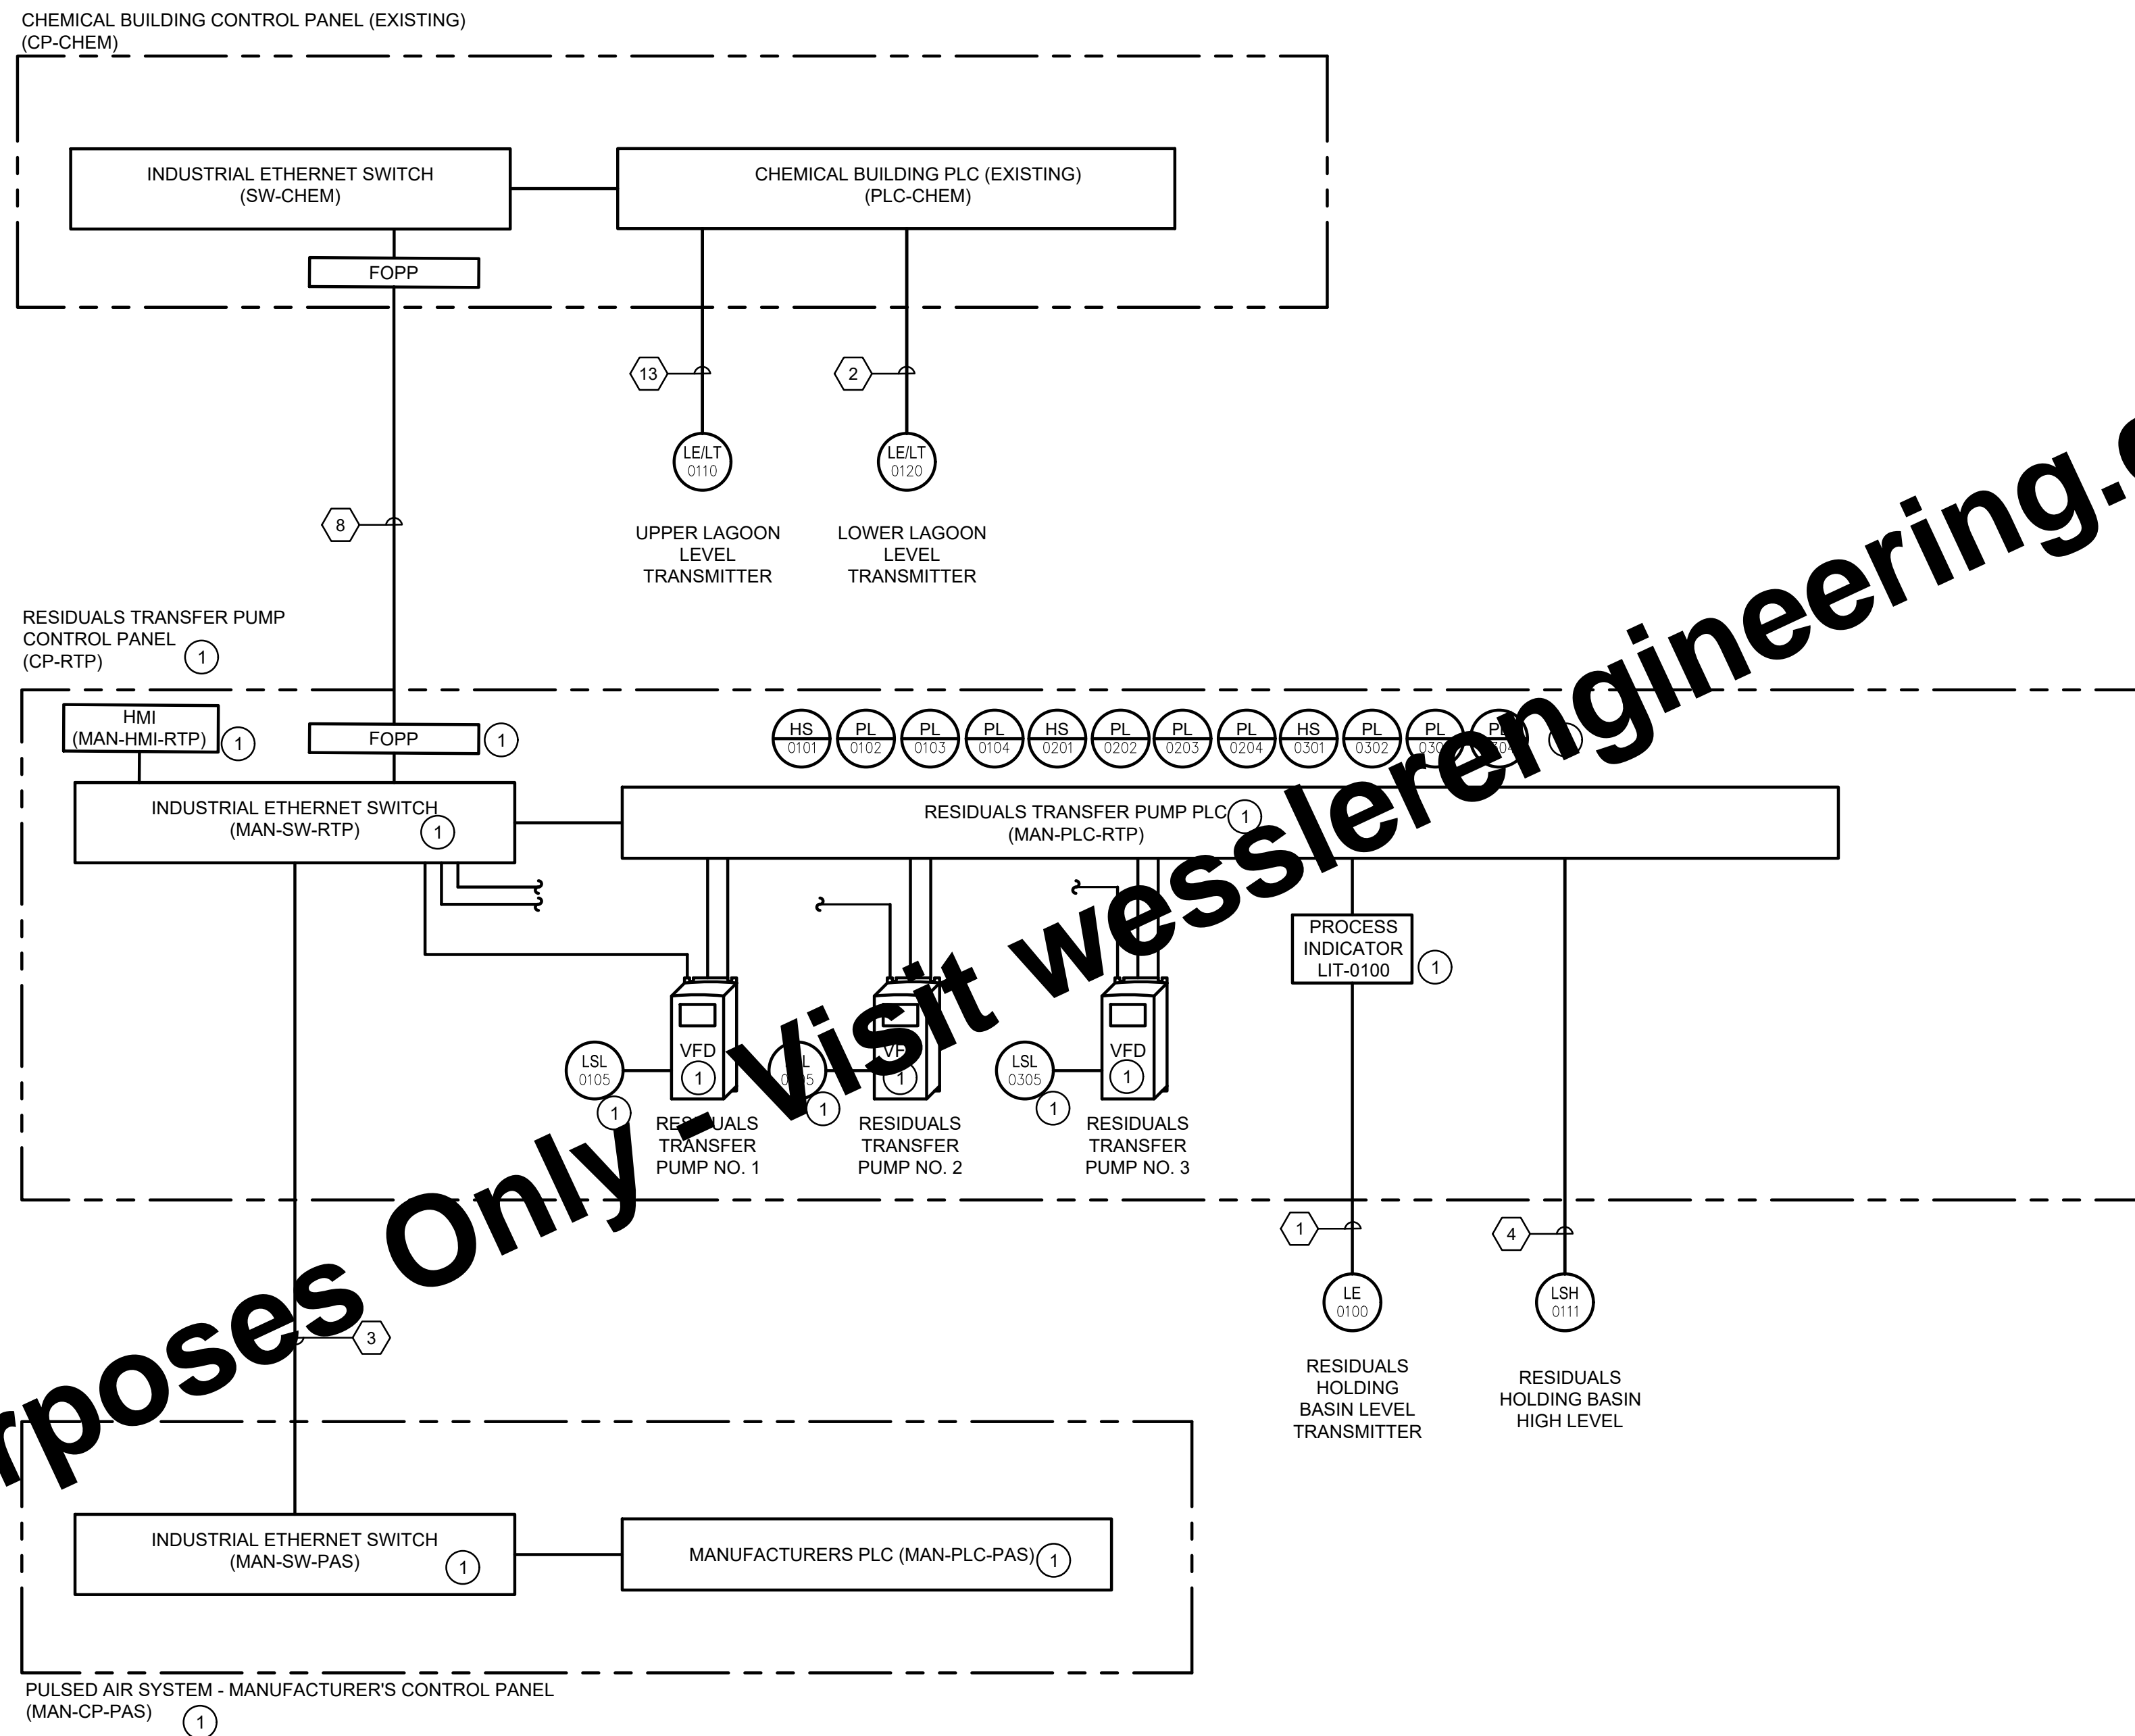 CHEMICAL BUILDING CONTROL PANEL (EXISTING)
(CP-CHEM)
INDUSTRIAL ETHERNET SWITCH
(SW-CHEM)
CHEMICAL BUILDING PLC (EXISTING)
(PLC-CHEM)
FOPP
13
2
LE/LT
0110
LE/LT
0120
8
UPPER LAGOON
LEVEL
TRANSMITTER
LOWER LAGOON
LEVEL
TRANSMITTER
RESIDUALS TRANSFER PUMP
CONTROL PANEL
(CP-RTP)
1
HMI
(MAN-HMI-RTP)
1
FOPP
1
HS
0101
PL
0102
PL
0103
PL
0104
HS
0201
PL
0202
PL
0203
PL
0204
HS
0301
PL
0302
PL
INDUSTRIAL ETHERNET SWITCH
(MAN-SW-RTP)
1
RESIDUALS TRANSFER PUMP PLC
(MAN-PLC-RTP)
1
PROCESS
INDICATOR
LIT-0100
1
LSL
0105
1
VFD
1
1
1
LSL
0305
1
VFD
1
RESIDUALS
TRANSFER
PUMP NO. 1
RESIDUALS
TRANSFER
PUMP NO. 2
RESIDUALS
TRANSFER
PUMP NO. 3
1
4
LE
0100
LSH
0111
3
RESIDUALS
HOLDING
BASIN LEVEL
TRANSMITTER
RESIDUALS
HOLDING BASIN
HIGH LEVEL
INDUSTRIAL ETHERNET SWITCH
(MAN-SW-PAS)
1
MANUFACTURERS PLC (MAN-PLC-PAS)
1
PULSED AIR SYSTEM - MANUFACTURER'S CONTROL PANEL
(MAN-CP-PAS)
1
Only - Visit wesslerengineering.